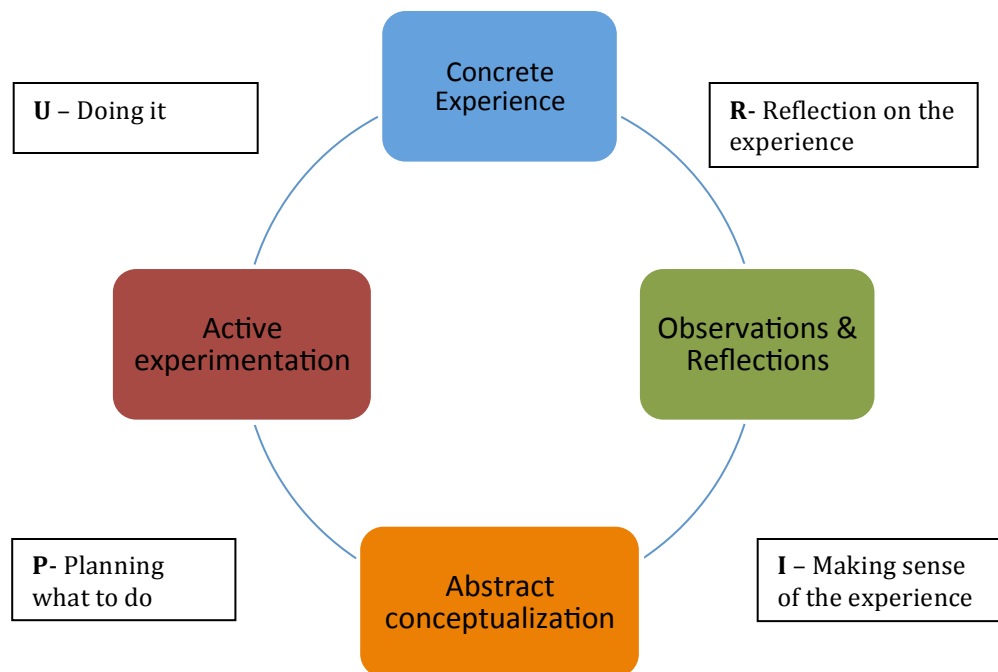 Concrete
Experience
U – Doing it
R- Reflection on the
experience
Active
experimentation
Observations &
Reflections
P- Planning
what to do
Abstract
conceptualization
I – Making sense
of the experience